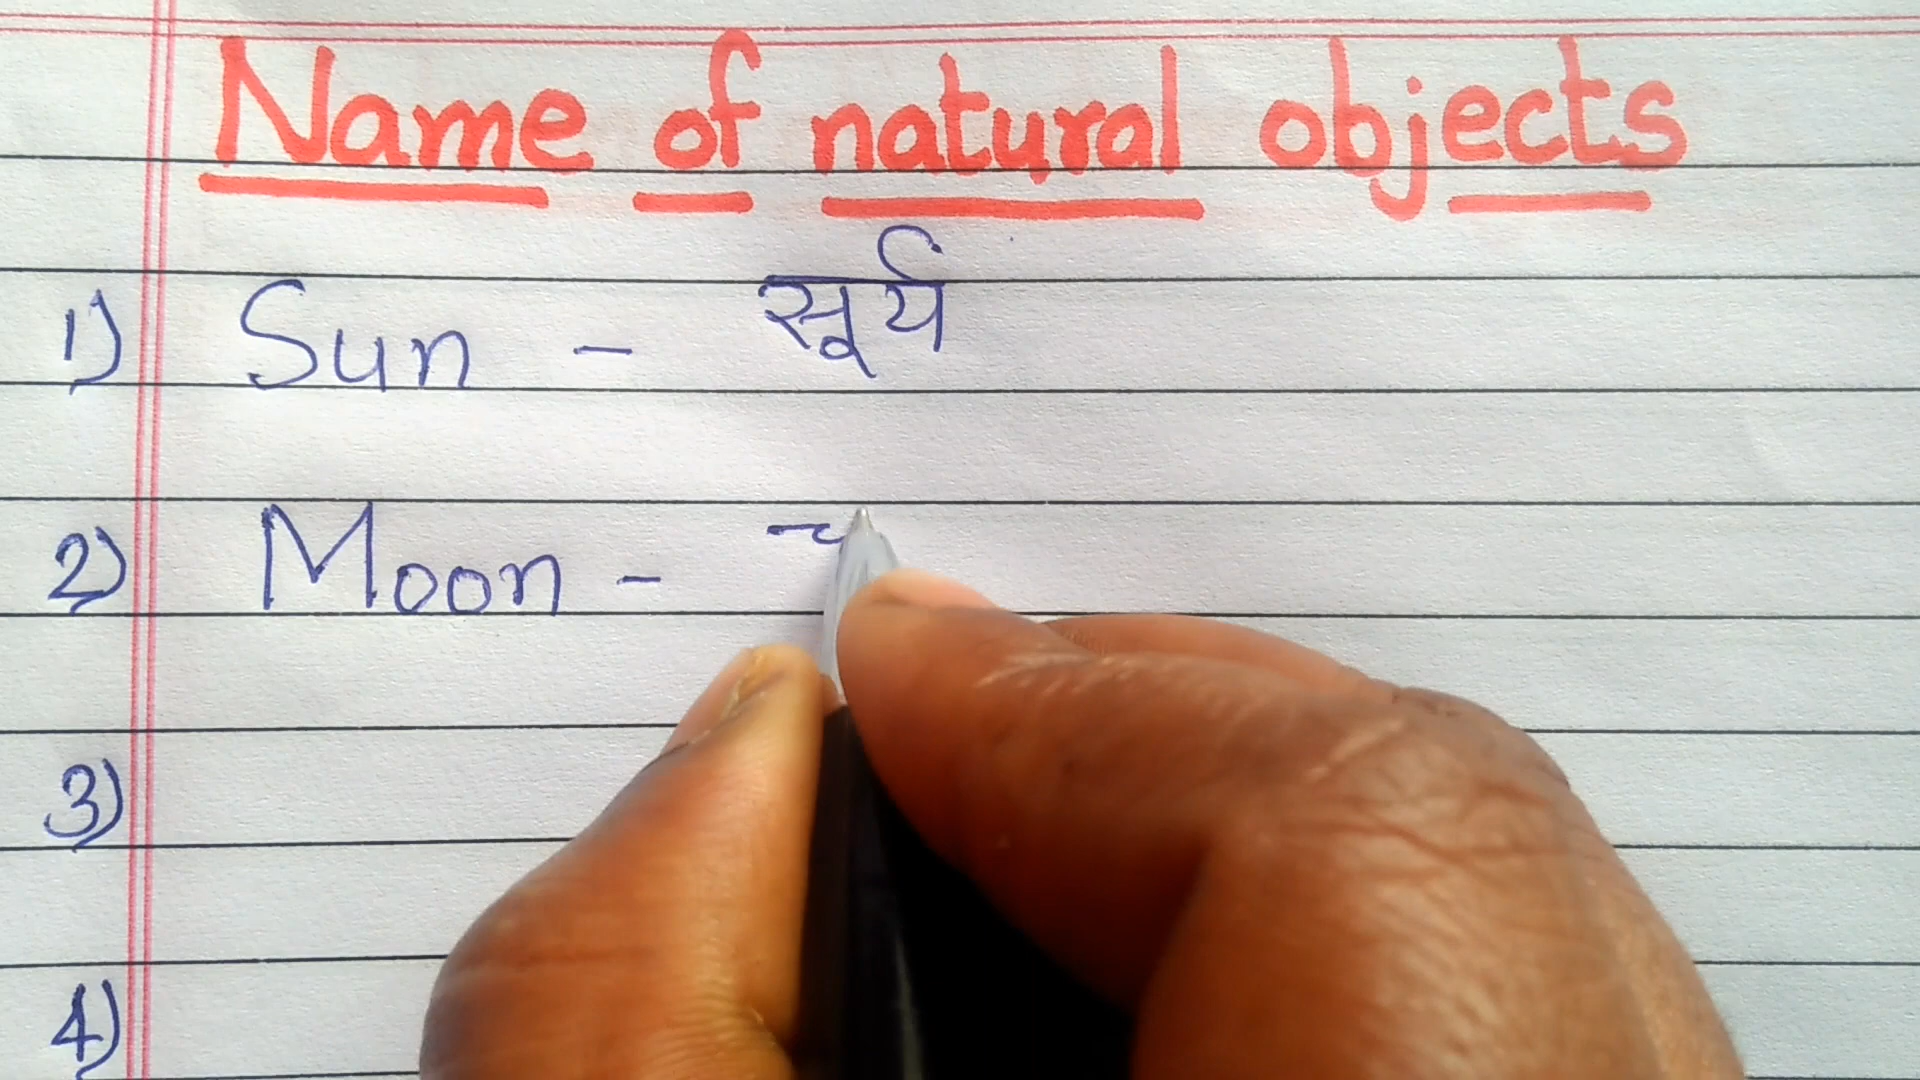 Name of natural objects
1) Sun - सूर्य
2) Moon -
3)
4)